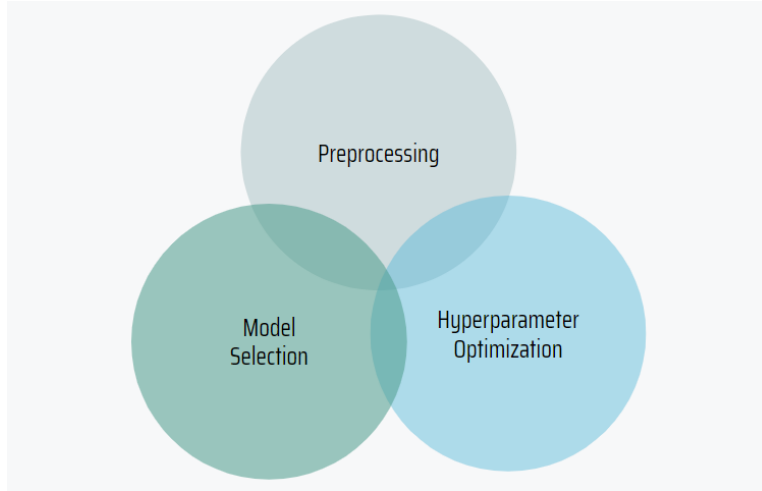 Preprocessing
Model
Selection
Hyperparameter
Optimization